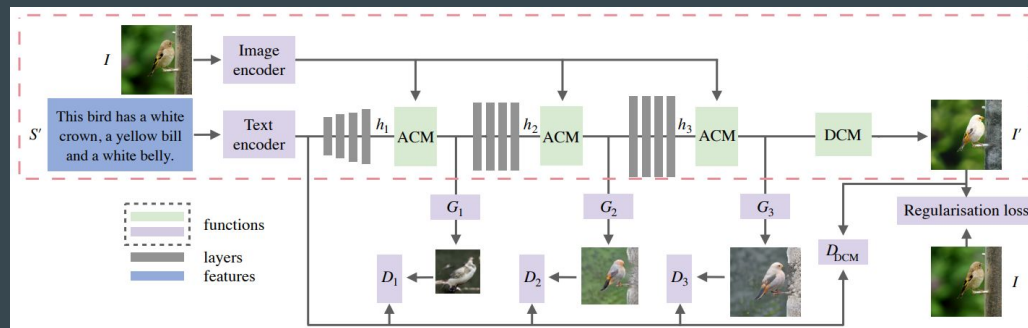 I
Image
encoder
S'
This bird has a white
crown, a yellow bill
and a white belly.
Text
encoder
h1
ACM
h2
ACM
h3
ACM
DCM
I'
G1
G2
G3
Regularisation loss
functions
layers
features
D1
D2
D3
DDCM
I